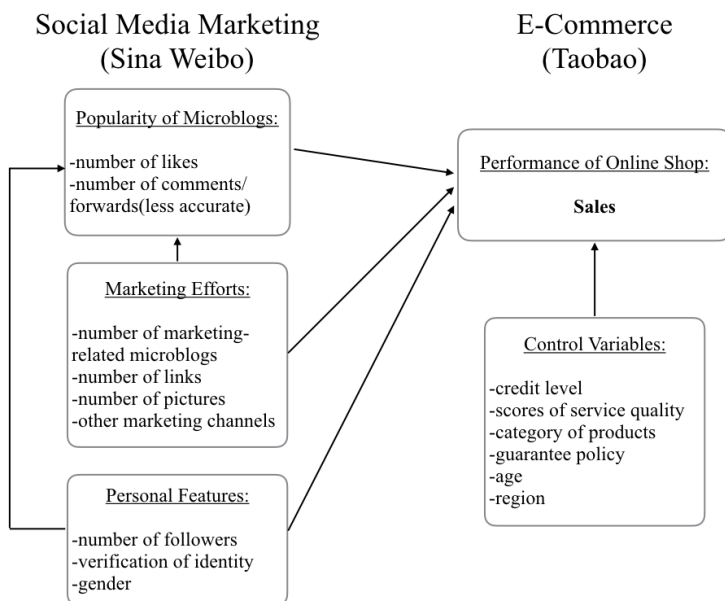 Social Media Marketing
(Sina Weibo)
Popularity of Microblogs:
-number of likes
-number of comments/
forwards(less accurate)
Marketing Efforts:
-number of marketing-
related microblogs
-number of links
-number of pictures
-other marketing channels
Personal Features:
-number of followers
-verification of identity
-gender
E-Commerce
(Taobao)
Performance of Online Shop:
Sales
Control Variables:
-credit level
-scores of service quality
-category of products
-guarantee policy
-age
-region